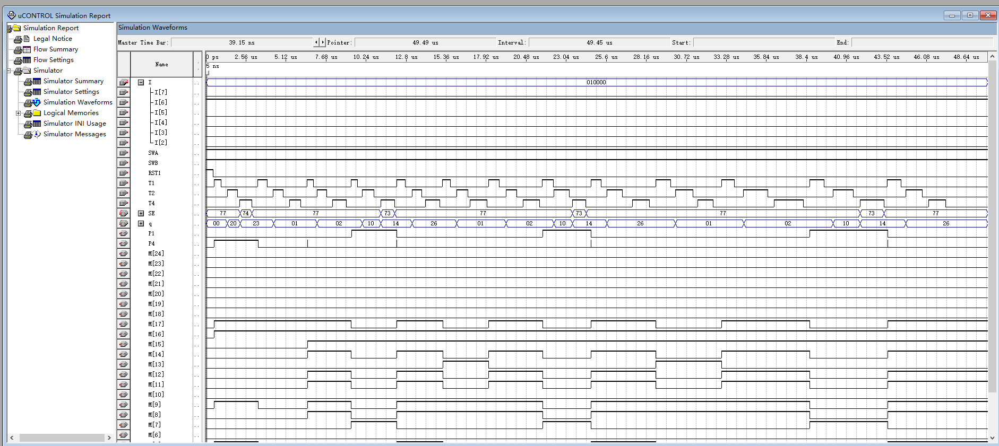 uCONTROL Simulation Report
Simulation Report
Legal Notice
Flow Summary
Flow Settings
Simulator
Simulator Summary
Simulator Settings
Simulation Waveforms
Logical Memories
Simulator INI Usage
Simulator Messages
Simulation Waveforms
Master Time Bar: 39.15 ns Pointer: 49.49 us Interval: 49.45 us Start: End:
Name
0 ps 2.56 us 5.12 us 7.68 us 10.24 us 12.8 us 15.36 us 17.92 us 20.48 us 23.04 us 25.6 us 28.16 us 30.72 us 33.28 us 35.84 us 38.4 us 40.96 us 43.52 us 46.08 us 48.64 us
5 ns
I 010000
I[7]
I[6]
I[5]
I[4]
I[3]
I[2]
SWA
SWB
RST1
T1
T2
T4
SE 77 74 77 73 77 73 77 73 77
q 00 20 23 01 02 10 14 26 01 02 10 14 26 01 02 10 14 26
P1
P4
M[24]
M[23]
M[22]
M[21]
M[20]
M[19]
M[18]
M[17]
M[16]
M[15]
M[14]
M[13]
M[12]
M[11]
M[10]
M[9]
M[8]
M[7]
M[6]